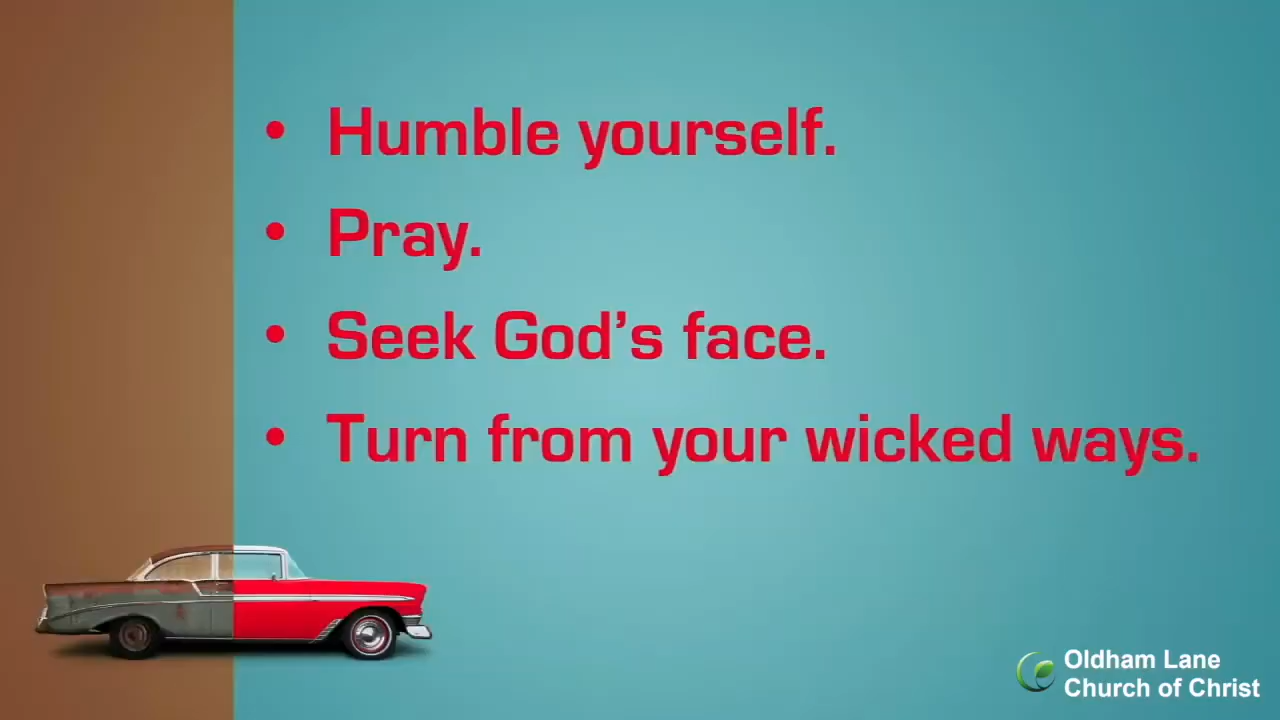 • Humble yourself.
• Pray.
• Seek God’s face.
• Turn from your wicked ways.
Oldham Lane
Church of Christ